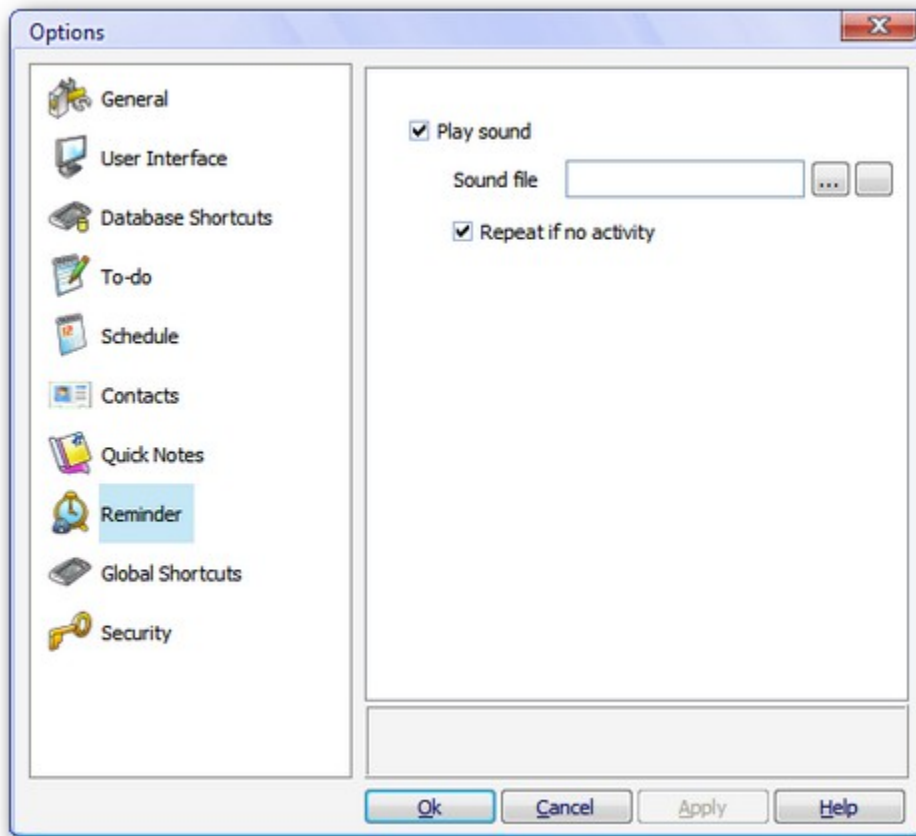 Options
General
User Interface
Database Shortcuts
To-do
Schedule
Contacts
Quick Notes
Reminder
Global Shortcuts
Security
Play sound
Sound file
...
Repeat if no activity
Ok
Cancel
Apply
Help